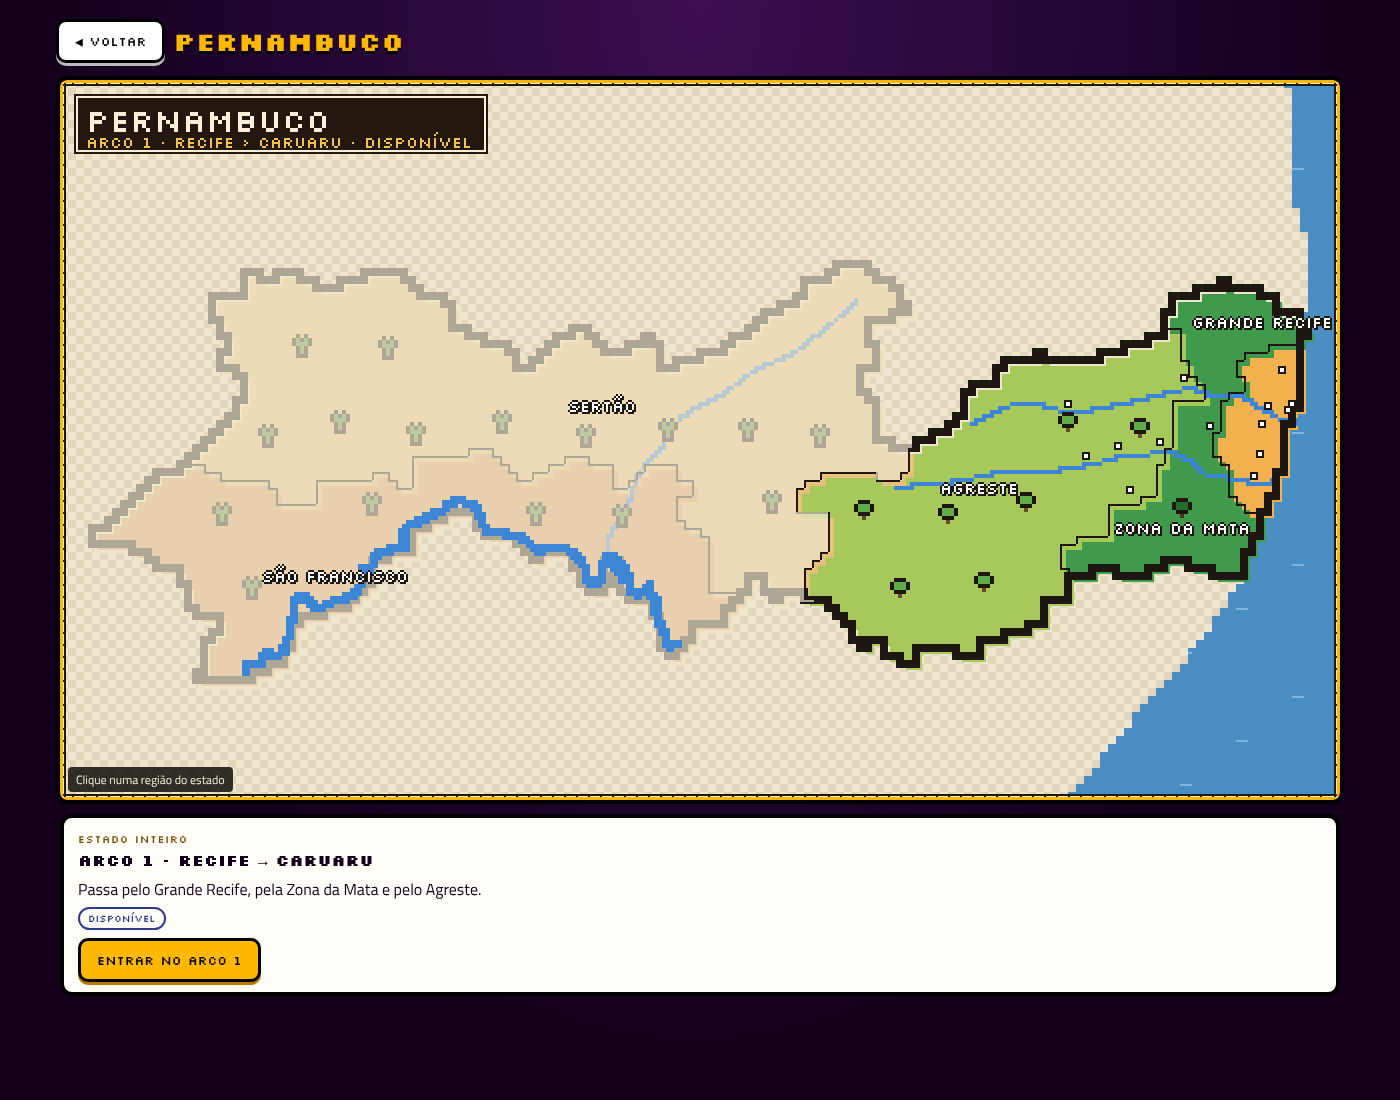 ◄ VOLTAR
PERNAMBUCO
PERNAMBUCO
ARCO 1 · RECIFE > CARUARU · DISPONÍVEL
GRANDE RECIFE
SERTÃO
AGRESTE
ZONA DA MATA
SÃO FRANCISCO
Clique numa região do estado
ESTADO INTEIRO
ARCO 1 · RECIFE → CARUARU
Passa pelo Grande Recife, pela Zona da Mata e pelo Agreste.
DISPONÍVEL
ENTRAR NO ARCO 1